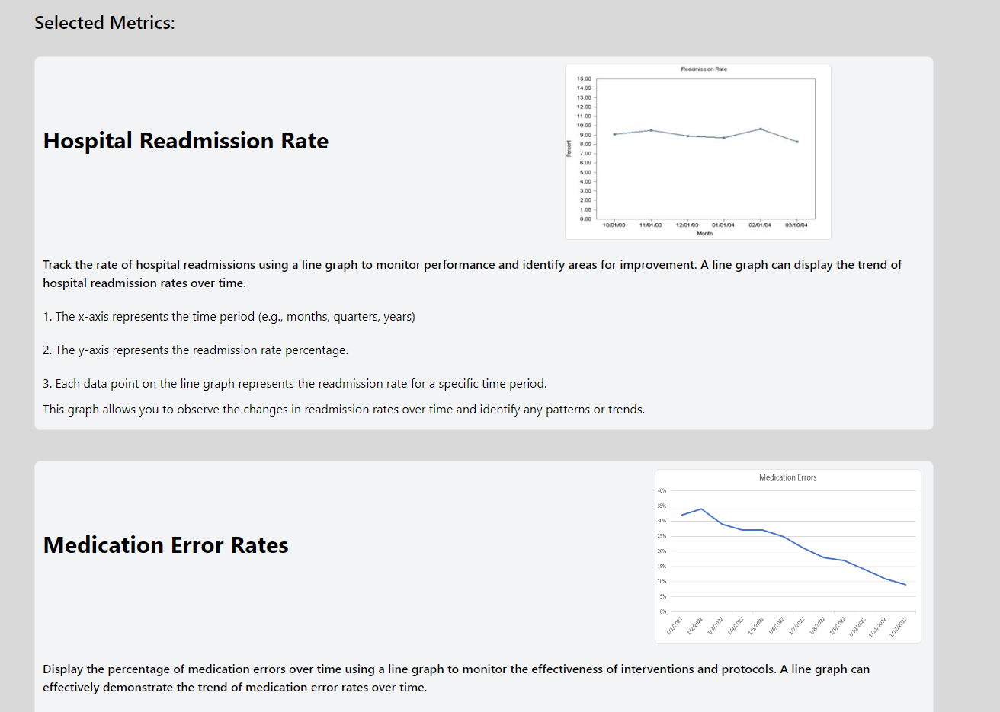 Selected Metrics:
Hospital Readmission Rate
Readmission Rate
15.00
14.00
13.00
12.00
11.00
10.00
9.00
8.00
7.00
6.00
5.00
4.00
3.00
2.00
1.00
0.00
Percent
10/01/03 11/01/03 12/01/03 01/01/04 02/01/04 03/18/04
Month
Track the rate of hospital readmissions using a line graph to monitor performance and identify areas for improvement. A line graph can display the trend of
hospital readmission rates over time.
1. The x-axis represents the time period (e.g., months, quarters, years)
2. The y-axis represents the readmission rate percentage.
3. Each data point on the line graph represents the readmission rate for a specific time period.
This graph allows you to observe the changes in readmission rates over time and identify any patterns or trends.
Medication Error Rates
Medication Errors
40%
35%
30%
25%
20%
15%
10%
5%
0%
1/1/2022 1/2/2022 1/3/2022 1/4/2022 1/5/2022 1/6/2022 1/7/2022 1/8/2022 1/9/2022 1/10/2022 1/11/2022 1/12/2022
Display the percentage of medication errors over time using a line graph to monitor the effectiveness of interventions and protocols. A line graph can
effectively demonstrate the trend of medication error rates over time.